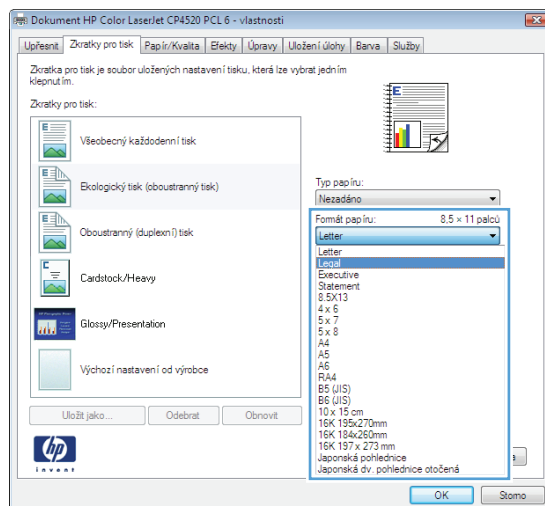 Dokument HP Color LaserJet CP4520 PCL 6 - vlastnosti
Upřesnit Zkratky pro tisk Papír/Kvalita Efekty Úpravy Uložení úlohy Barva Služby
Zkratka pro tisk je soubor uložených nastavení tisku, která lze vybrat jedním
klepnutím.
Zkratky pro tisk:
Všeobecný každodenní tisk
Ekologický tisk (oboustranný tisk)
Oboustranný (duplexní) tisk
Cardstock/Heavy
Glossy/Presentation
Výchozí nastavení od výrobce
Uložit jako... Odebrat Obnovit
hp
invent
E
E
E
E
C
Typ papíru:
Nezadáno
Formát papíru: 8,5 × 11 palců
Letter
Letter
Legal
Executive
Statement
8.5X13
4 x 6
5 x 7
5 x 8
A4
A5
A6
RA4
B5 (JIS)
B6 (JIS)
10 x 15 cm
16K 195x270mm
16K 184x260mm
16K 197 x 273 mm
Japonská pohlednice
Japonská dv. pohlednice otočená
OK Storno